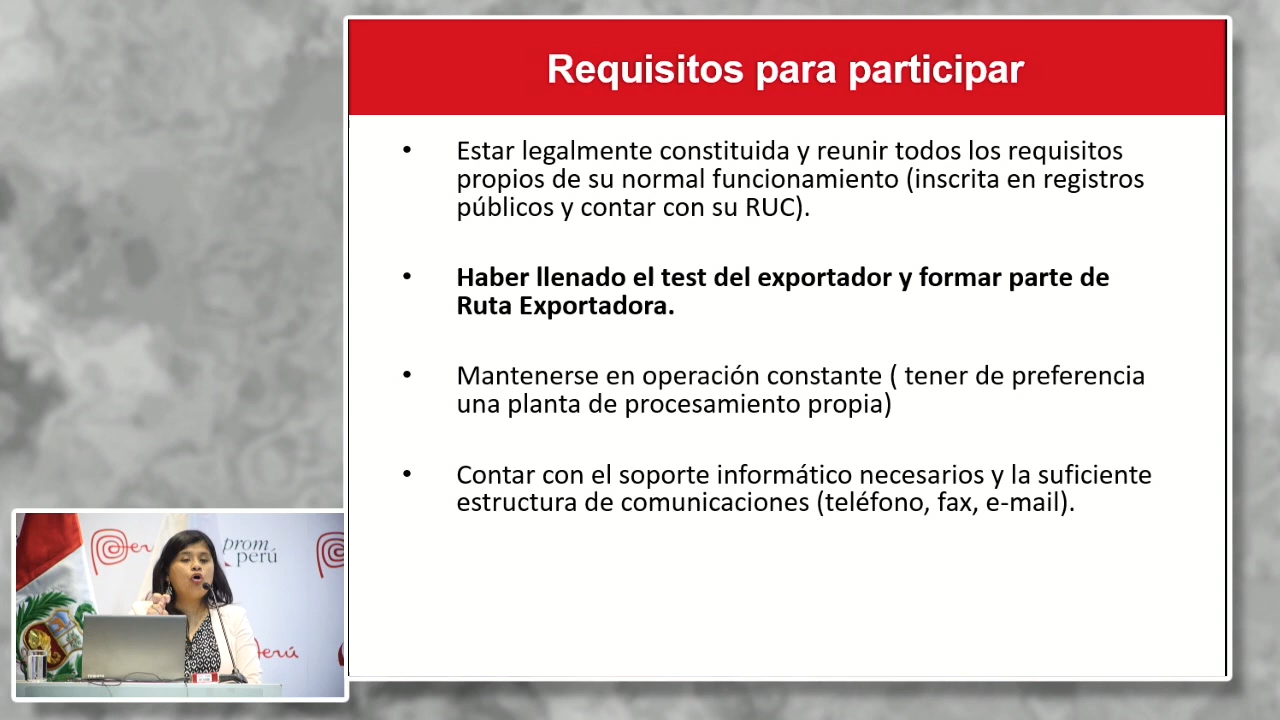 Requisitos para participar
• Estar legalmente constituida y reunir todos los requisitos
propios de su normal funcionamiento (inscrita en registros
públicos y contar con su RUC).
• Haber llenado el test del exportador y formar parte de
Ruta Exportadora.
• Mantenerse en operación constante ( tener de preferencia
una planta de procesamiento propia)
• Contar con el soporte informático necesarios y la suficiente
estructura de comunicaciones (teléfono, fax, e-mail).
prom
perú